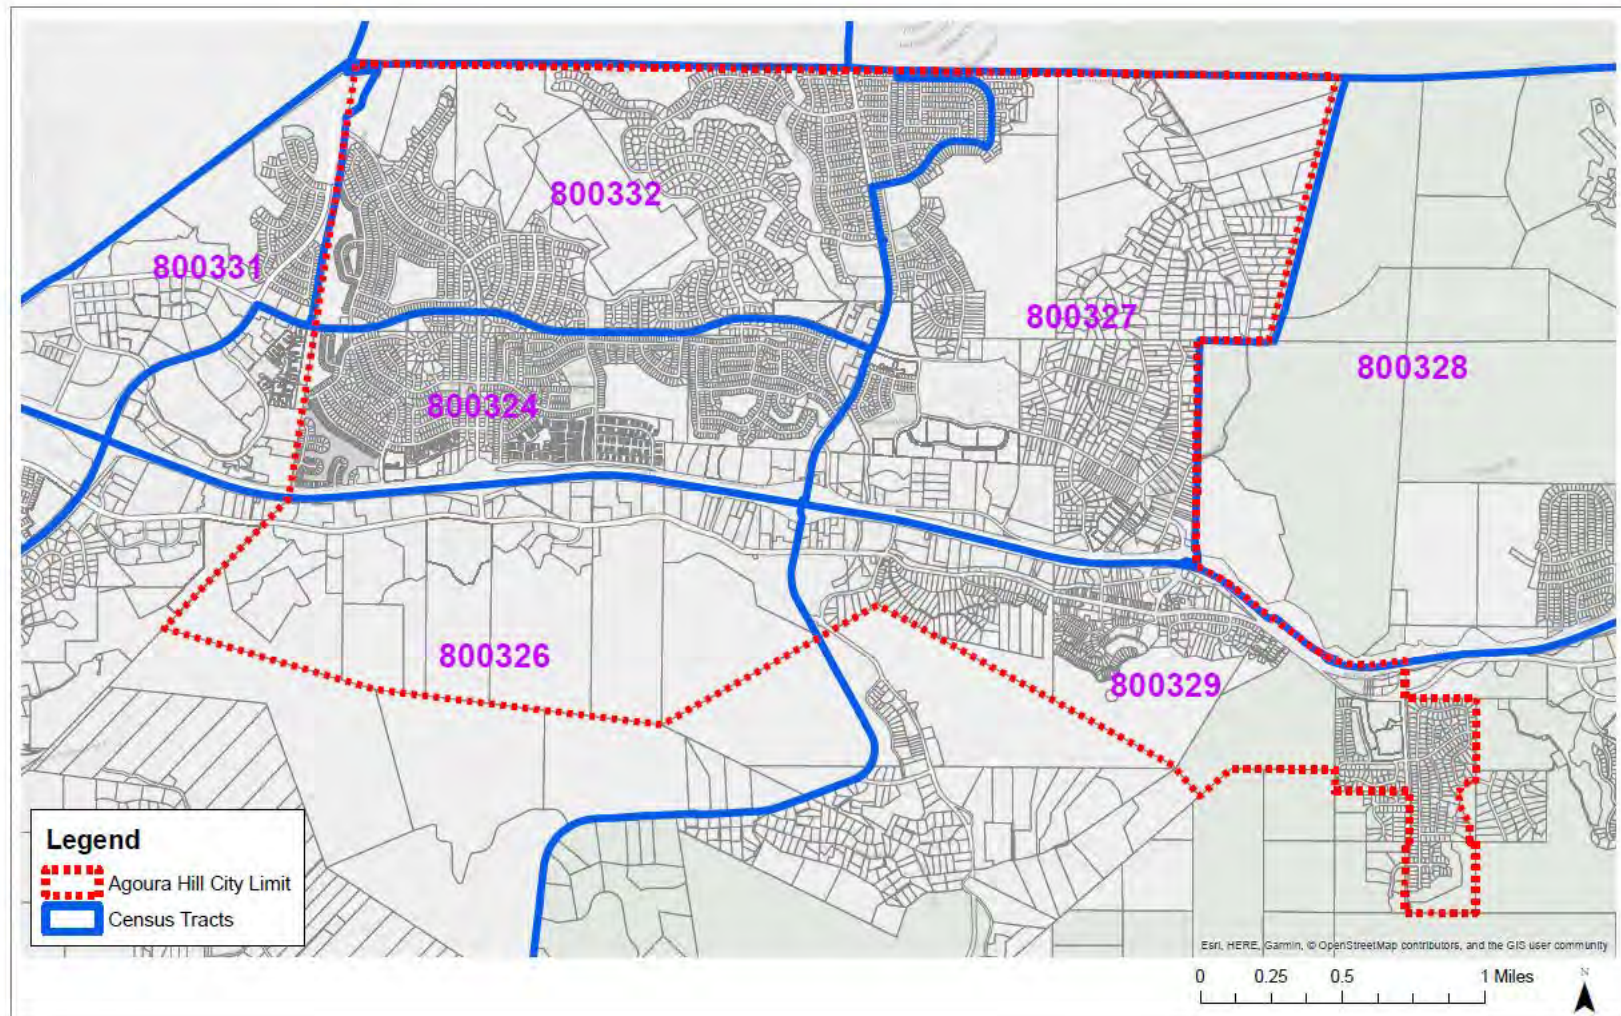 800332
800331
800327
800328
800324
800326
800329
Legend
Agoura Hill City Limit
Census Tracts
Esri, HERE, Garmin, © OpenStreetMap contributors, and the GIS user community
0 0.25 0.5 1 Miles
N